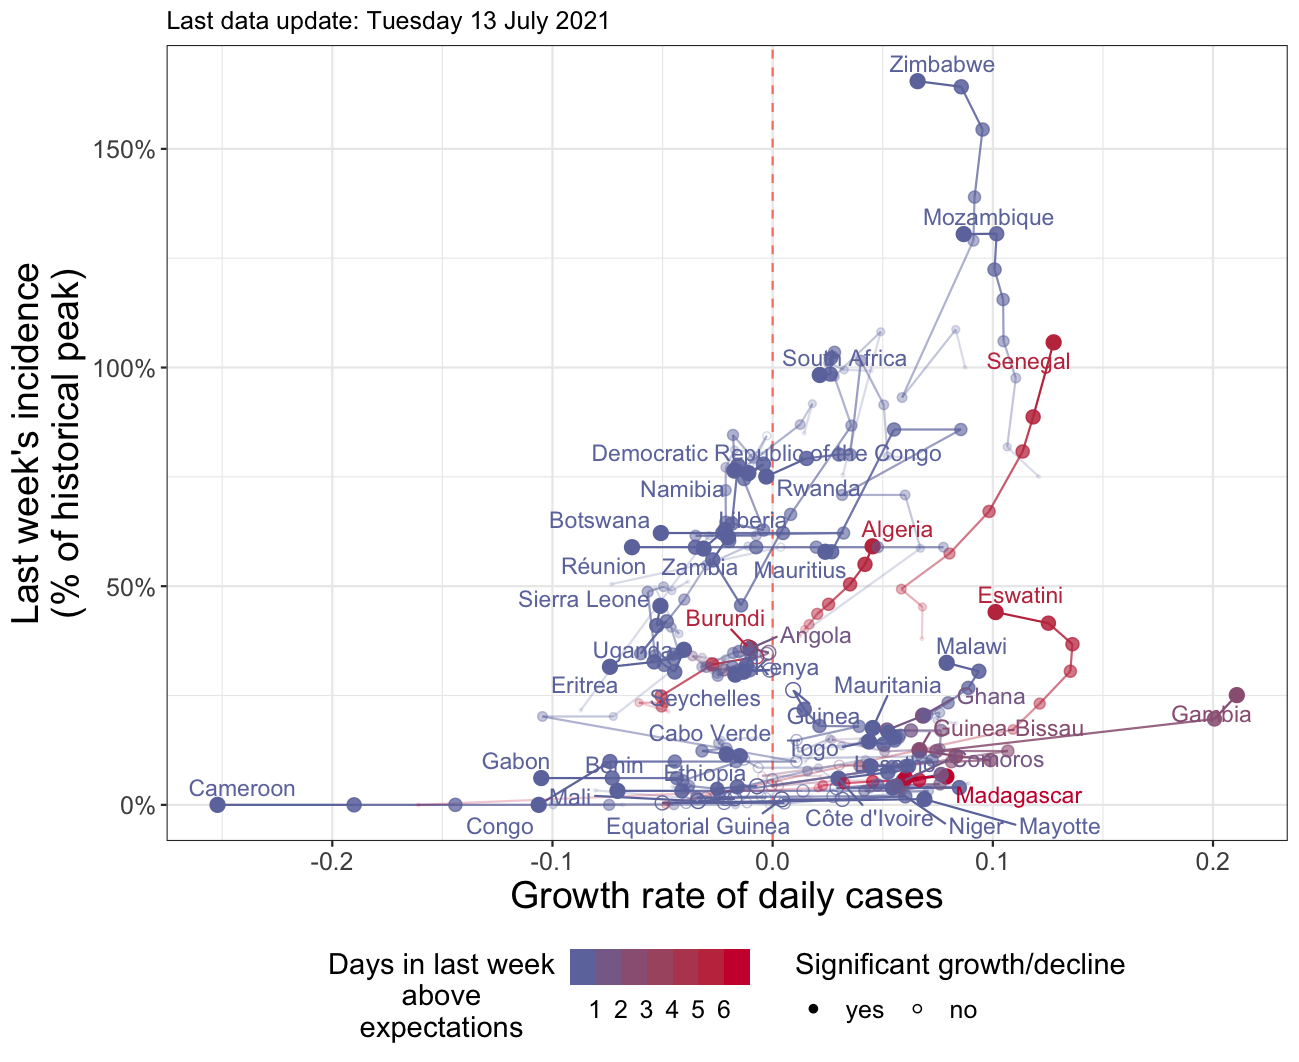 Last data update: Tuesday 13 July 2021
Last week's incidence
(% of historical peak)
150%
100%
50%
0%
Zimbabwe
Mozambique
South Africa
Senegal
Democratic Republic of the Congo
Namibia
Rwanda
Botswana
Liberia
Algeria
Réunion
Zambia
Mauritius
Sierra Leone
Eswatini
Burundi
Angola
Uganda
Malawi
Kenya
Eritrea
Mauritania
Seychelles
Ghana
Guinea
Gambia
Cabo Verde
Guinea-Bissau
Togo
Gabon
Benin
Ethiopia
Comoros
Cameroon
Mali
Madagascar
Congo
Equatorial Guinea
Côte d'Ivoire
Niger
Mayotte
-0.2
-0.1
0.0
0.1
0.2
Growth rate of daily cases
Days in last week
above
expectations
1 2 3 4 5 6
Significant growth/decline
yes
no